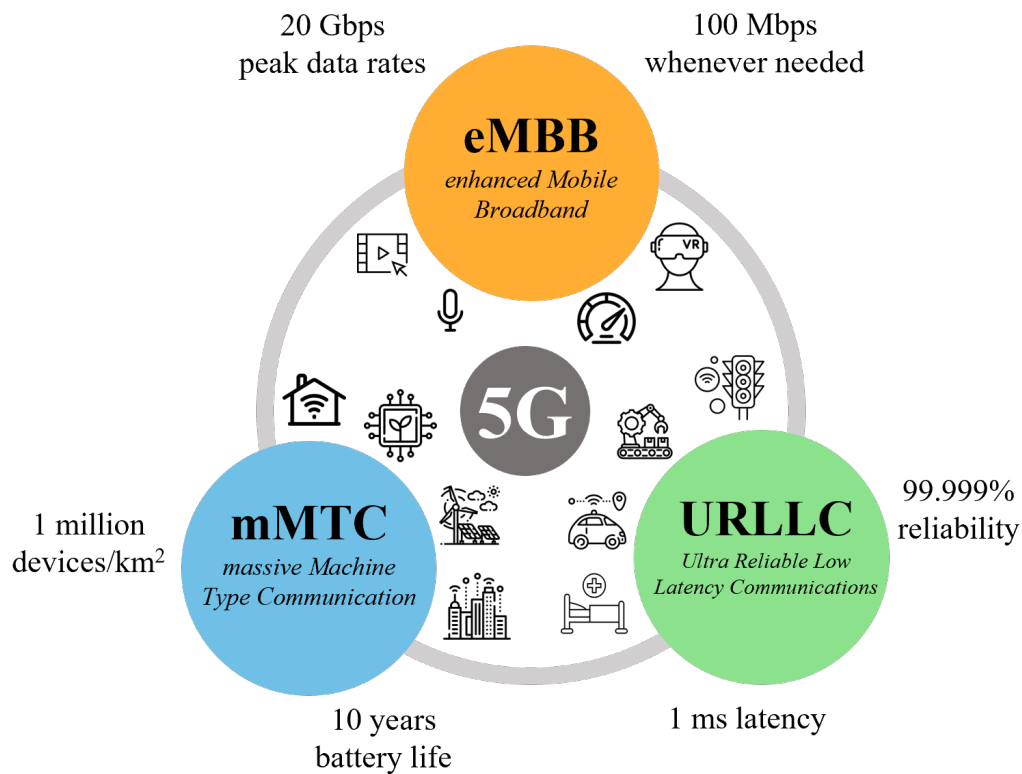 20 Gbps
peak data rates
100 Mbps
whenever needed
eMBB
enhanced Mobile
Broadband
VR
5G
mMTC
massive Machine
Type Communication
URLLC
Ultra Reliable Low
Latency Communications
1 million
devices/km²
99.999%
reliability
10 years
battery life
1 ms latency